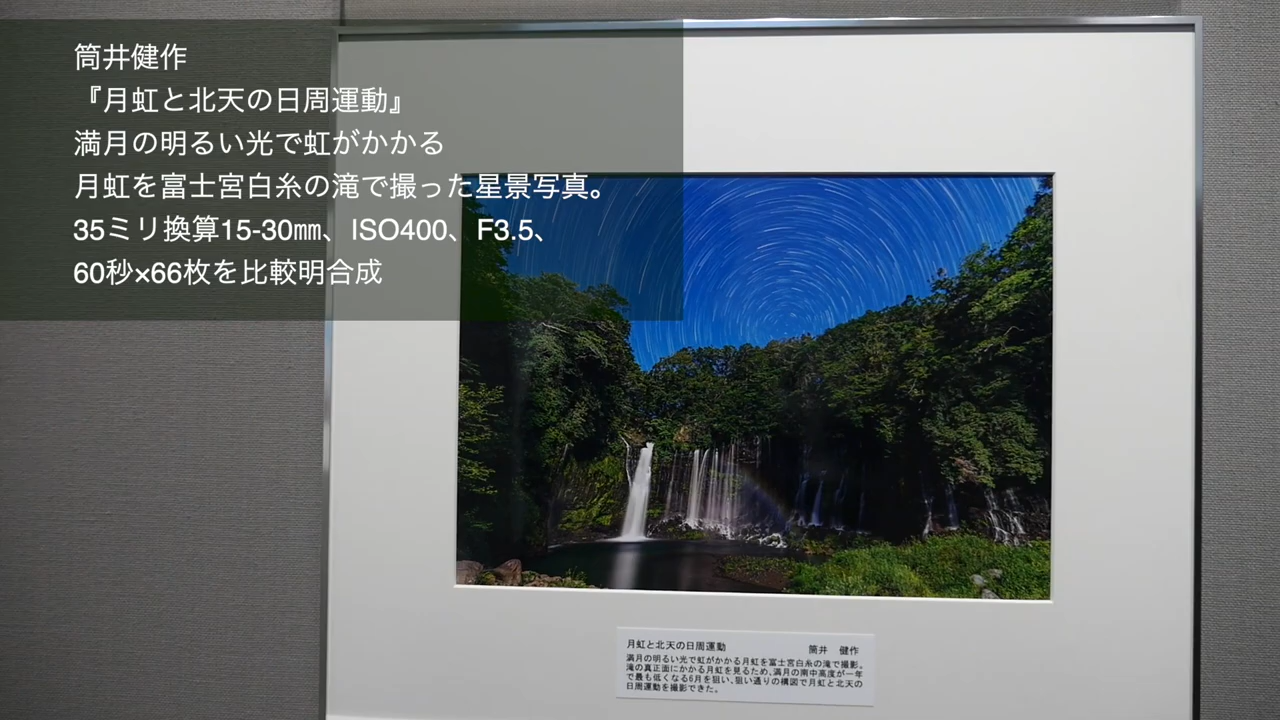 筒井健作
『月虹と北天の日周運動』
満月の明るい光で虹がかかる
月虹を富士宮白糸の滝で撮った星景写真。
35ミリ換算15-30㎜、ISO400、F3.5、
60秒×66枚を比較明合成
月虹と北天の日周運動 筒井 健作
満月の明るい光で虹がかかる月虹を富士宮白糸の滝で撮影。
滝の真正面にかかる月虹を見るため、満月の南中高度が一年
で最も低くなる6月を狙い、狙い通りの構図で月虹と北天の
日周運動を撮影できた。